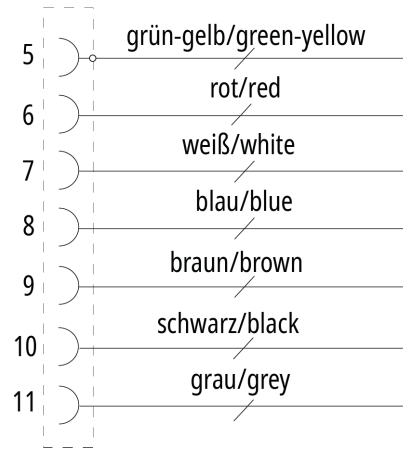 5 grün-gelb/green-yellow
6 rot/red
7 weiß/white
8 blau/blue
9 braun/brown
10 schwarz/black
11 grau/grey